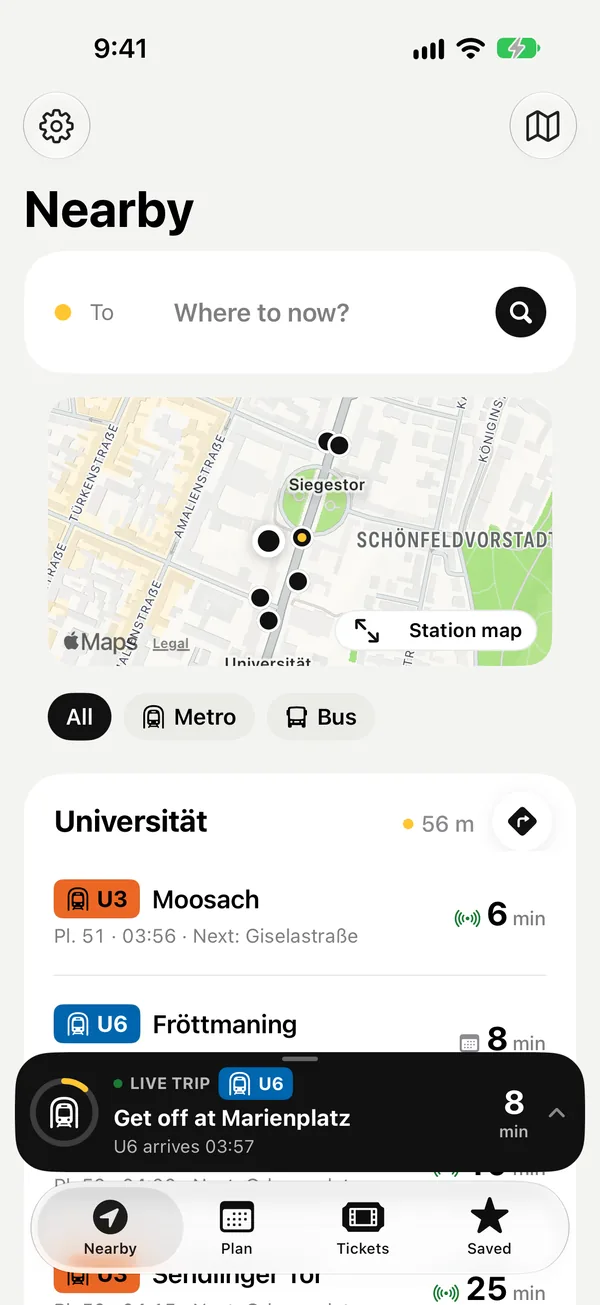 9:41
Nearby
To Where to now?
TÜRKENSTRASSE
AMALIENSTRASSE
KÖNIGINS
Siegestor
SCHÖNFELDVORSTADT
Maps Legal
Station map
Universität
All Metro Bus
Universität 56 m
U3 Moosach
6 min
Pl. 51 · 03:56 · Next: Giselastraße
U6 Fröttmaning
8 min
LIVE TRIP U6
Get off at Marienplatz
8 min
U6 arrives 03:57
Nearby Plan Tickets Saved
U3 Sendlinger Tor
25 min